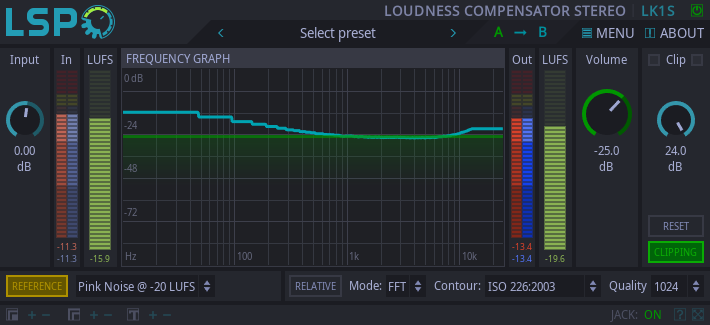 LSP LOUDNESS COMPENSATOR STEREO LK1S
Select preset A B MENU ABOUT
Input In LUFS FREQUENCY GRAPH Out LUFS Volume Clip
0 dB
-24
0.00
dB
-25.0
dB
24.0
dB
-48
-72
RESET
-11.3
-11.3 -15.9
Hz 100 1k 10k
-13.4
-13.4 -19.6
CLIPPING
REFERENCE Pink Noise @ -20 LUFS RELATIVE Mode: FFT Contour: ISO 226:2003 Quality 1024
JACK: ON ?